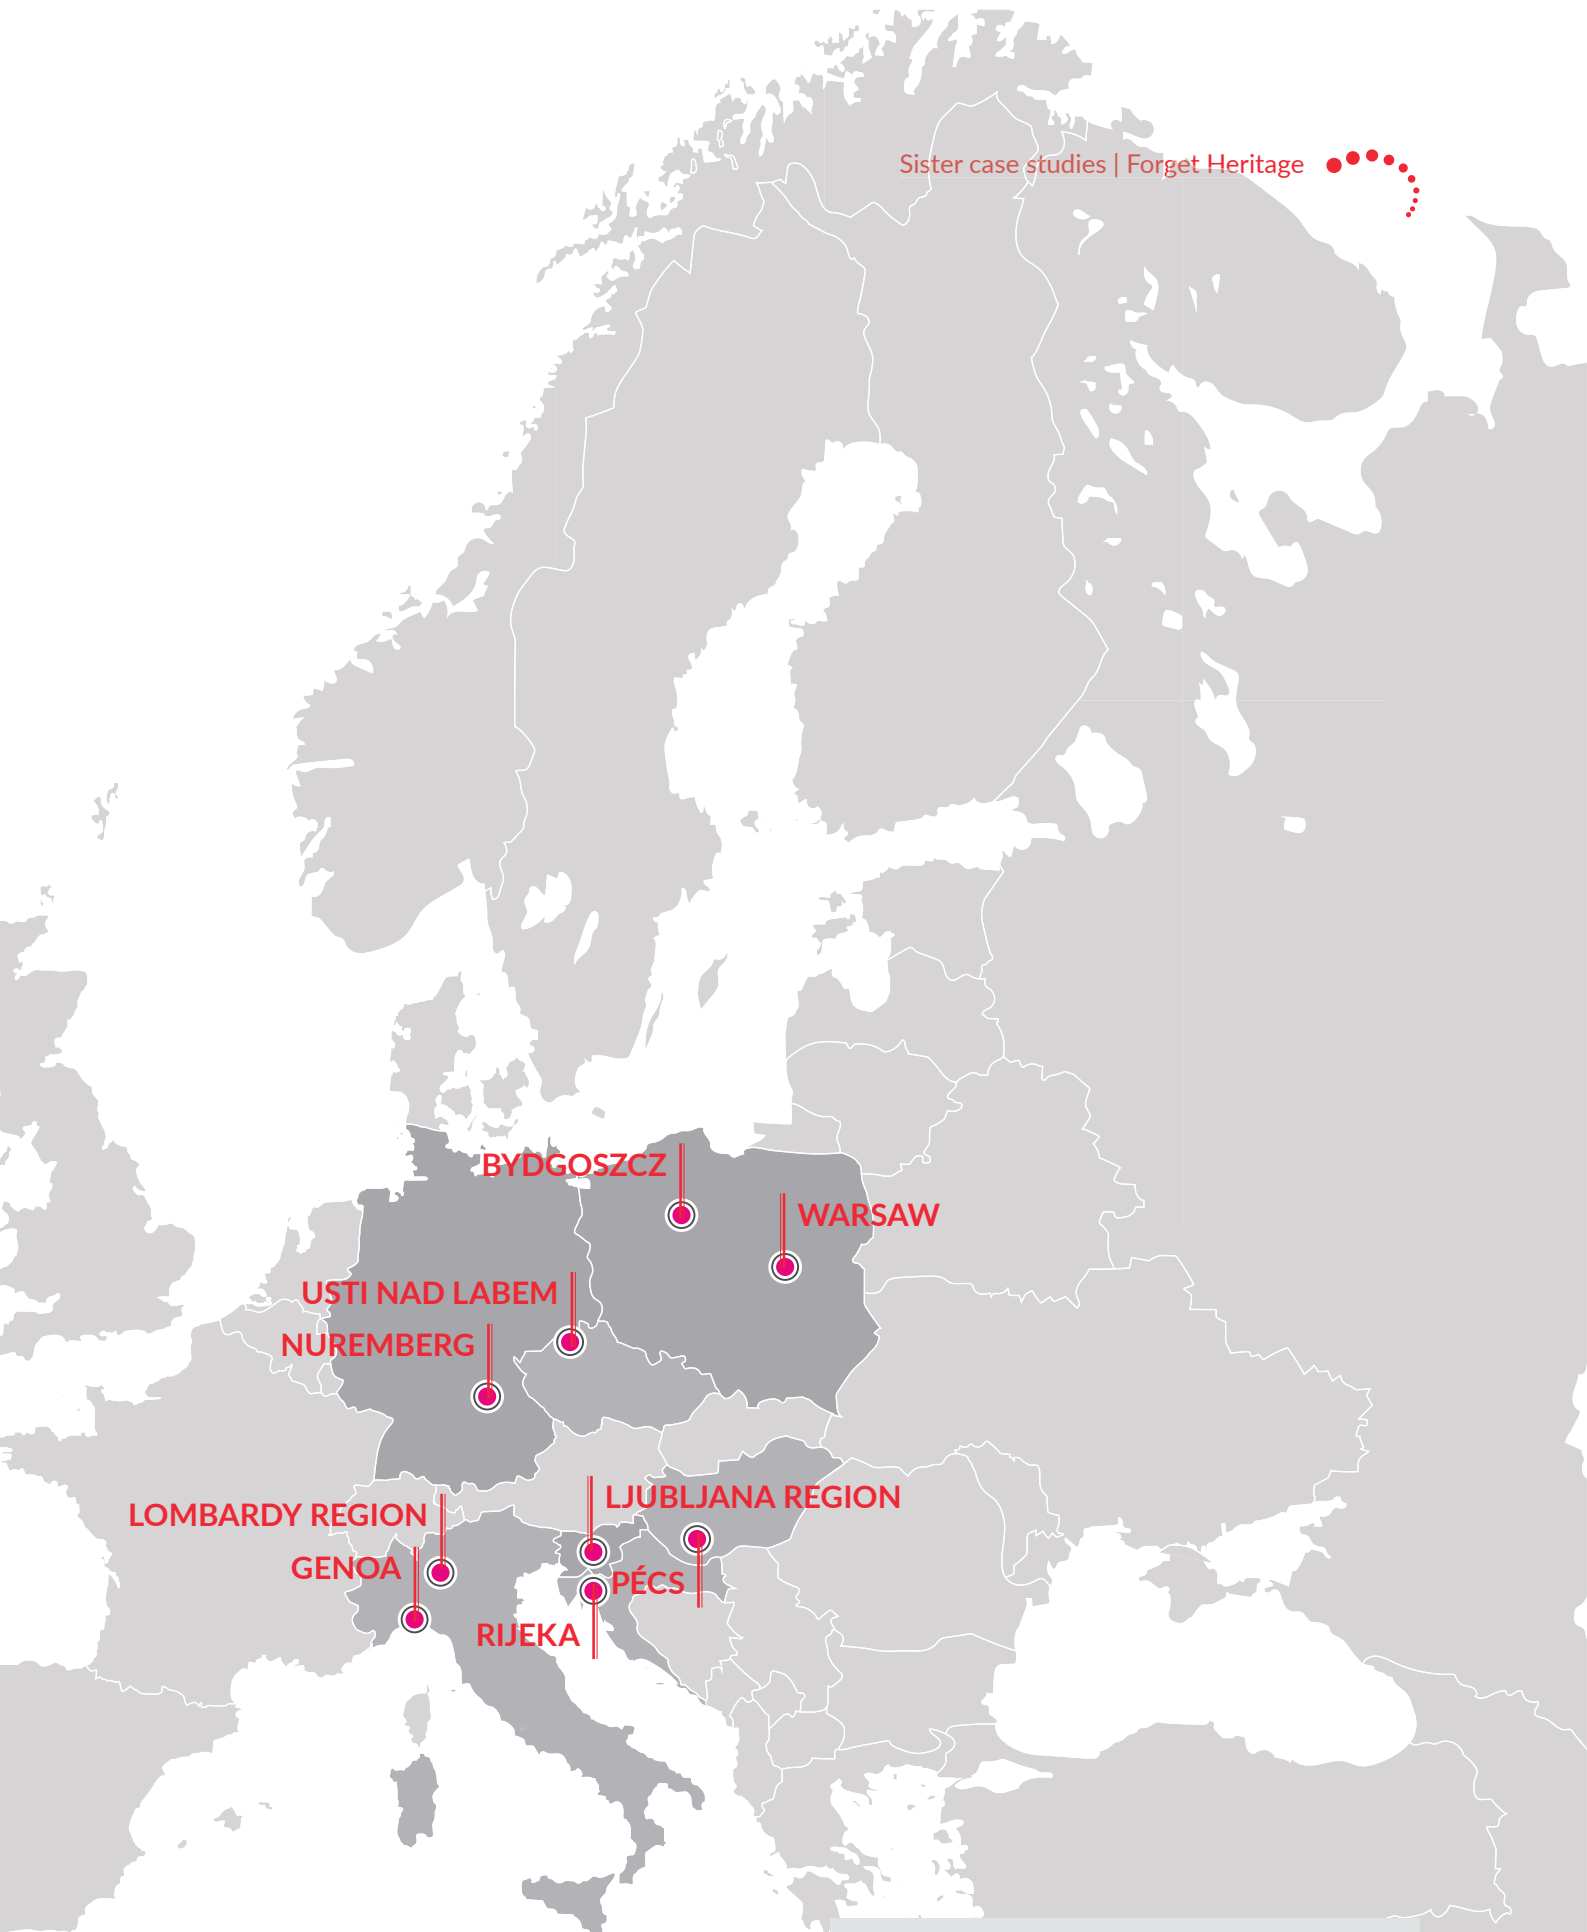 Sister case studies | Forget Heritage
BYDGOSZCZ
WARSAW
USTI NAD LABEM
NUREMBERG
LJUBLJANA REGION
LOMBARDY REGION
GENOA
PÉCS
RIJEKA